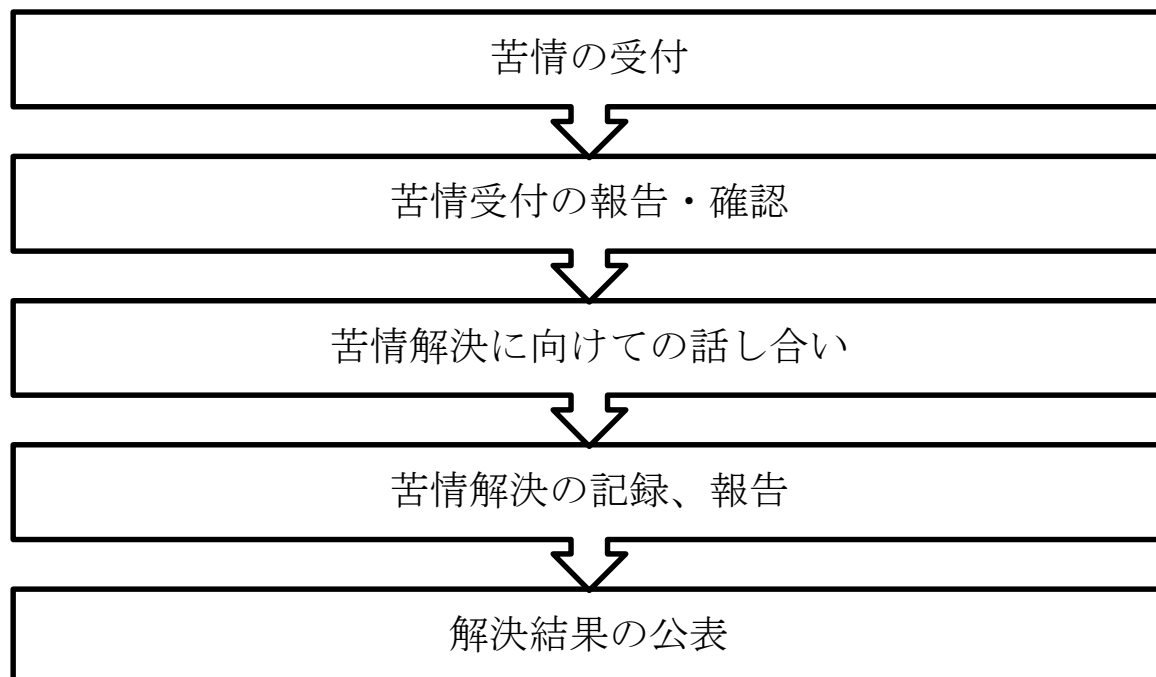 苦情の受付
苦情受付の報告・確認
苦情解決に向けての話し合い
苦情解決の記録、報告
解決結果の公表